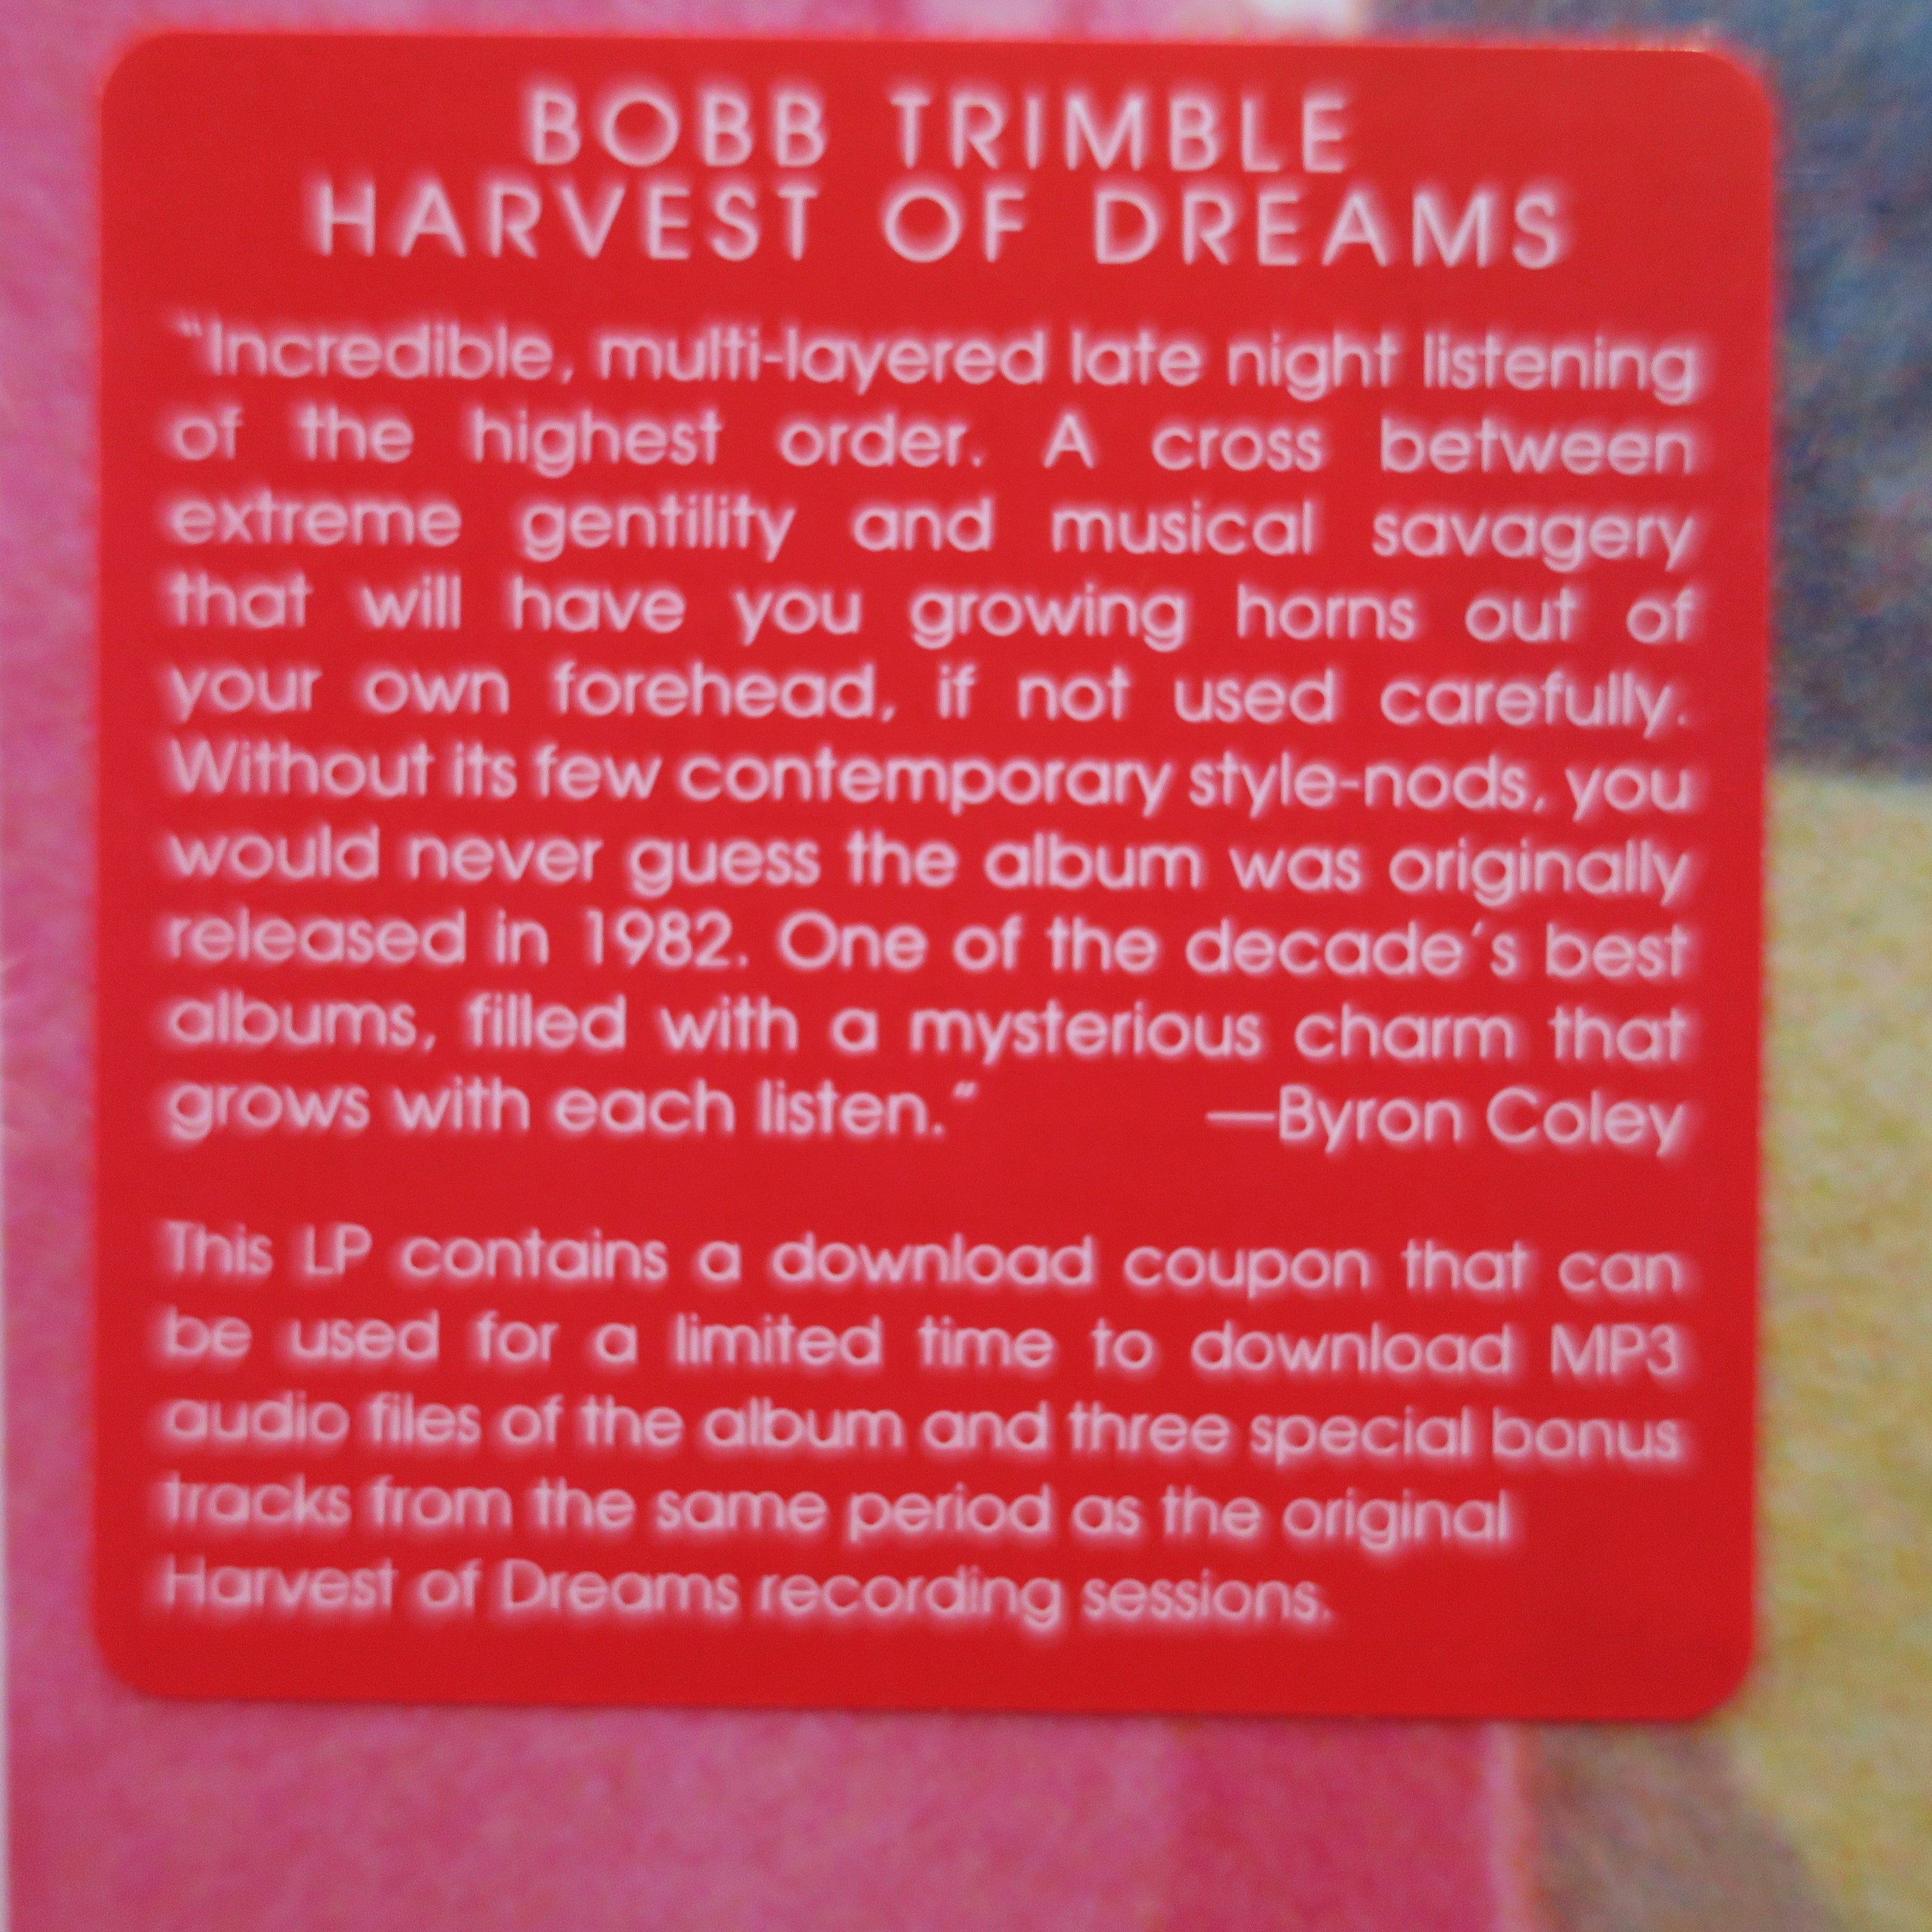 BOBB TRIMBLE
HARVEST OF DREAMS
“Incredible, multi-layered late night listening
of the highest order. A cross between
extreme gentility and musical savagery
that will have you growing horns out of
your own forehead, if not used carefully.
Without its few contemporary style-nods, you
would never guess the album was originally
released in 1982. One of the decade's best
albums, filled with a mysterious charm that
grows with each listen.” —Byron Coley
This LP contains a download coupon that can
be used for a limited time to download MP3
audio files of the album and three special bonus
tracks from the same period as the original
Harvest of Dreams recording sessions.